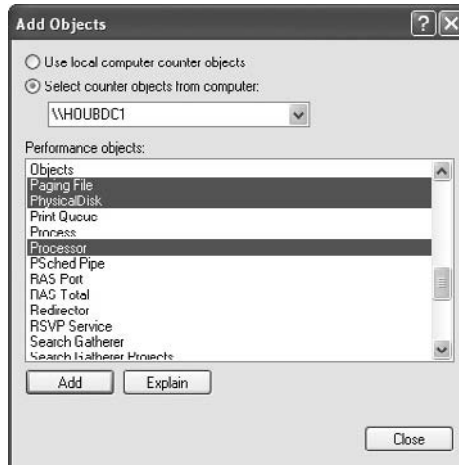 Add Objects
Use local computer counter objects
Select counter objects from computer:
\\HOUBDC1
Performance objects:
Objects
Paging File
PhysicalDisk
Print Queue
Process
Processor
PSched Pipe
RAS Port
RAS Total
Redirector
RSVP Service
Search Gatherer
Search Gatherer Projects
Add
Explain
Close